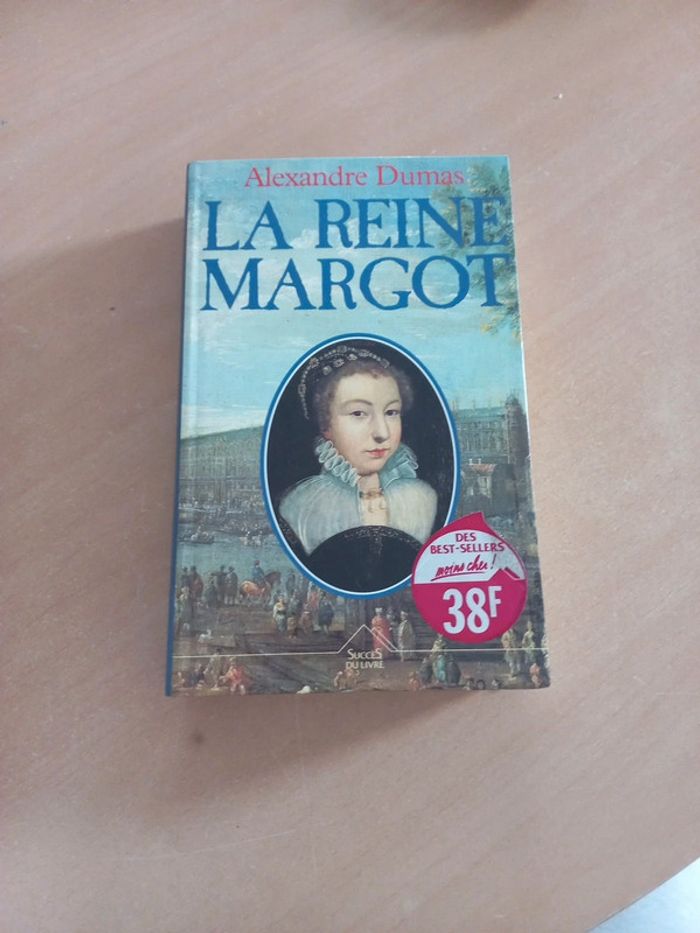 Alexandre Dumas
LA REINE
MARGOT
DES
BEST-SELLERS
moins cher!
38F
SUCCÈS
DU LIVRE